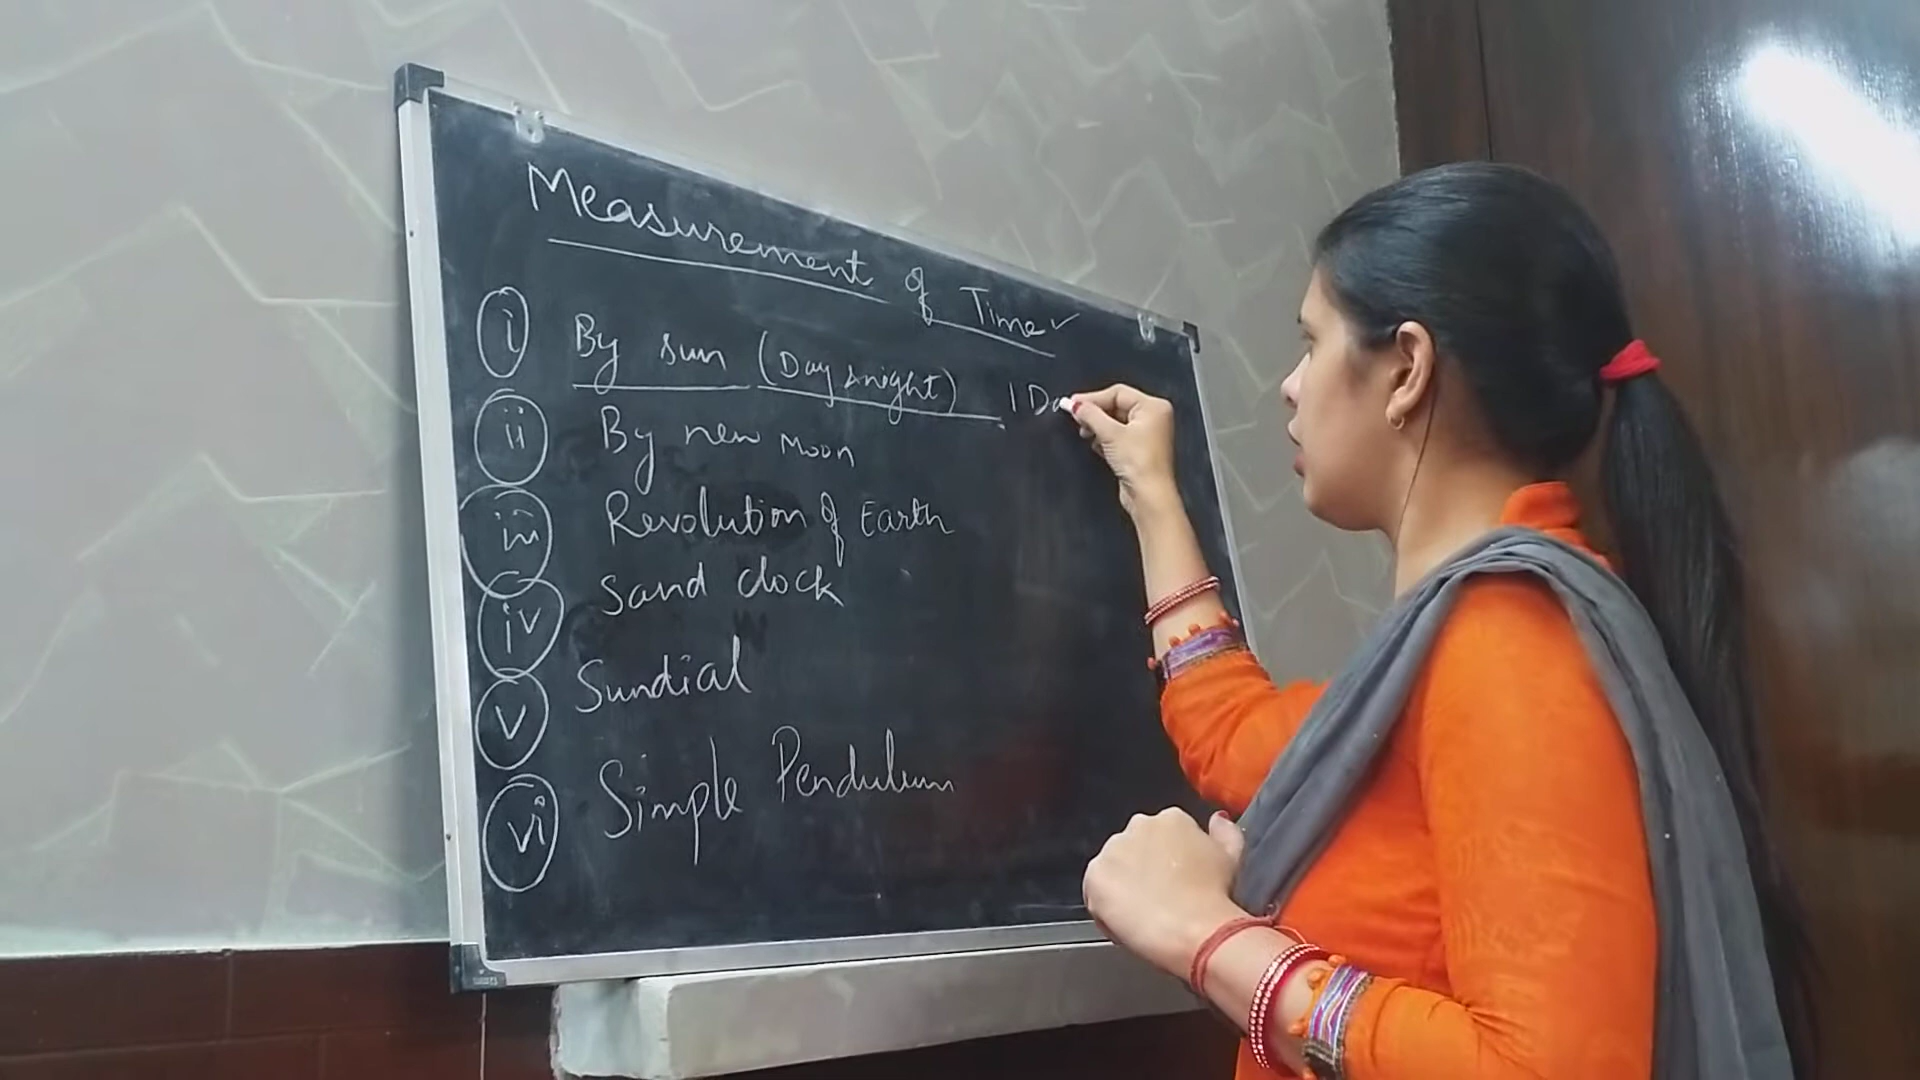 Measurement of Time
i By sun (Day & night) 1 Da
ii By new Moon
iii Revolution of Earth
iv Sand clock
v Sundial
vi Simple Pendulum